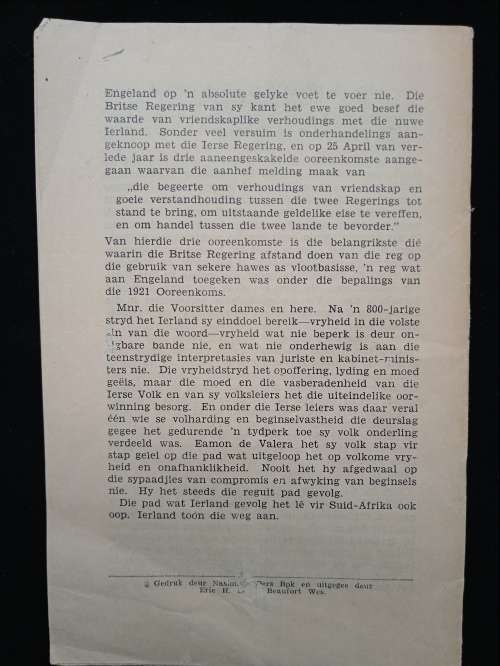 Engeland op 'n absolute gelyke voet te voer nie. Die
Britse Regering van sy kant het ewe goed besef die
waarde van vriendskaplike verhoudings met die nuwe
Ierland. Sonder veel versuim is onderhandelings aan-
geknoop met die Ierse Regering, en op 25 April van ver-
lede jaar is drie aaneengeskakelde ooreenkomste aange-
gaan waarvan die aanhef melding maak van
„die begeerte om verhoudings van vriendskap en
goeie verstandhouding tussen die twee Regerings tot
stand te bring, om uitstaande geldelike eise te vereffen,
en om handel tussen die twee lande te bevorder.”
Van hierdie drie ooreenkomste is die belangrikste dié
waarin die Britse Regering afstand doen van die reg op
die gebruik van sekere hawes as vlootbasisse, 'n reg wat
aan Engeland toegeken was onder die bepalings van
die 1921 Ooreenkoms.
Mnr. die Voorsitter dames en here. Na 'n 800-jarige
stryd het Ierland sy einddoel bereik—vryheid in die volste
sin van die woord—vryheid wat nie beperk is deur on-
bare bande nie, en wat nie onderhewig is aan die
teenstrydige interpretasies van juriste en kabinet-minis-
ters nie. Die vryheidstryd het opoffering, lyding en moed
geëis, maar die moed en die vasberadenheid van die
Ierse Volk en van sy volksleiers het die uiteindelike oor-
winning besorg. En onder die Ierse leiers was daar veral
één wie se volharding en beginselvastheid die deurslag
gegee het gedurende 'n tydperk toe sy volk onderling
verdeeld was. Eamon de Valera het sy volk stap vir
stap gelei op die pad wat uitgeloop het op volkome vry-
heid en onafhanklikheid. Nooit het hy afgedwaal op
die sypaadjies van compromis en afwyking van beginsels
nie. Hy het steeds die reguit pad gevolg.
Die pad wat Ierland gevolg het lê vir Suid-Afrika ook
oop. Ierland toón die weg aan.
Gedruk deur Pers Bpk en uitgegee deur
Eric H. Beaufort Wes.